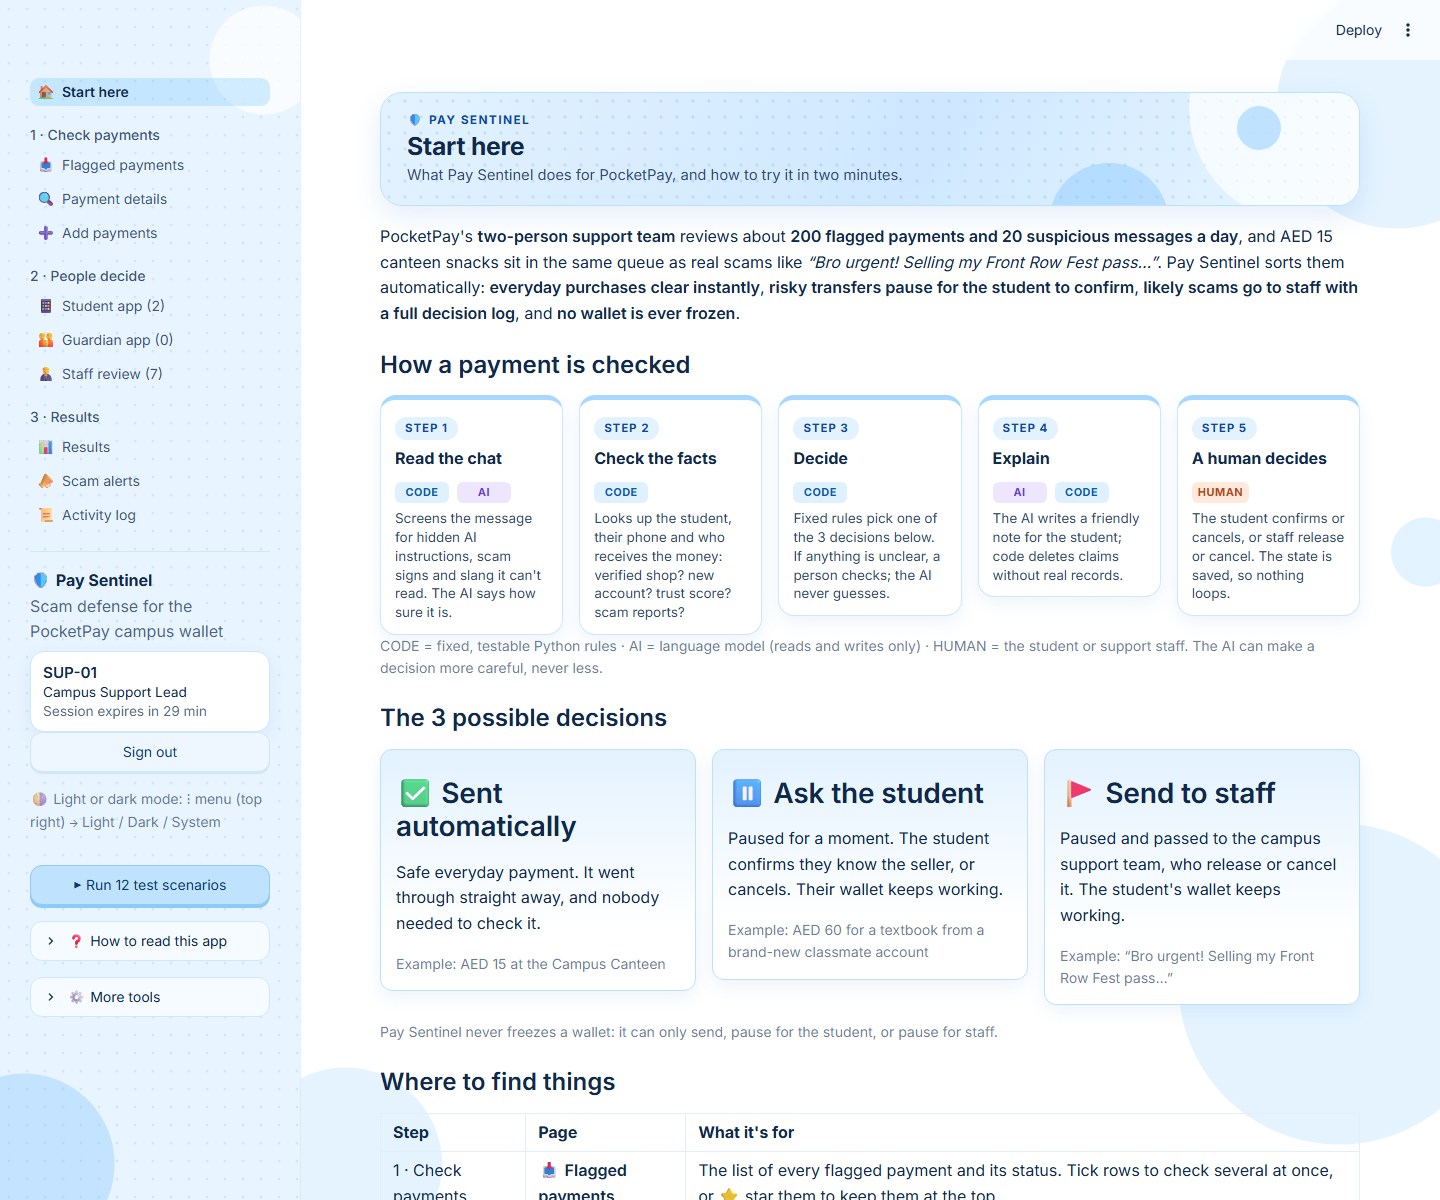 Deploy
Start here
1 · Check payments
Flagged payments
Payment details
Add payments
2 · People decide
Student app (2)
Guardian app (0)
Staff review (7)
3 · Results
Results
Scam alerts
Activity log
Pay Sentinel
Scam defense for the
PocketPay campus wallet
SUP-01
Campus Support Lead
Session expires in 29 min
Sign out
Light or dark mode: ⋮ menu (top
right) → Light / Dark / System
▸ Run 12 test scenarios
How to read this app
More tools
PAY SENTINEL
Start here
What Pay Sentinel does for PocketPay, and how to try it in two minutes.
PocketPay's two-person support team reviews about 200 flagged payments and 20 suspicious messages a day, and AED 15
canteen snacks sit in the same queue as real scams like “Bro urgent! Selling my Front Row Fest pass…”. Pay Sentinel sorts them
automatically: everyday purchases clear instantly, risky transfers pause for the student to confirm, likely scams go to staff with
a full decision log, and no wallet is ever frozen.
How a payment is checked
STEP 1
Read the chat
CODE AI
Screens the message
for hidden AI
instructions, scam
signs and slang it can't
read. The AI says how
sure it is.
STEP 2
Check the facts
CODE
Looks up the student,
their phone and who
receives the money:
verified shop? new
account? trust score?
scam reports?
STEP 3
Decide
CODE
Fixed rules pick one of
the 3 decisions below.
If anything is unclear, a
person checks; the AI
never guesses.
STEP 4
Explain
AI CODE
The AI writes a friendly
note for the student;
code deletes claims
without real records.
STEP 5
A human decides
HUMAN
The student confirms or
cancels, or staff release
or cancel. The state is
saved, so nothing
loops.
CODE = fixed, testable Python rules · AI = language model (reads and writes only) · HUMAN = the student or support staff. The AI can make a
decision more careful, never less.
The 3 possible decisions
Sent
automatically
Safe everyday payment. It went
through straight away, and nobody
needed to check it.
Example: AED 15 at the Campus Canteen
Ask the student
Paused for a moment. The student
confirms they know the seller, or
cancels. Their wallet keeps working.
Example: AED 60 for a textbook from a
brand-new classmate account
Send to staff
Paused and passed to the campus
support team, who release or cancel
it. The student's wallet keeps
working.
Example: “Bro urgent! Selling my Front
Row Fest pass…”
Pay Sentinel never freezes a wallet: it can only send, pause for the student, or pause for staff.
Where to find things
Step Page What it's for
1 · Check
payments
Flagged
payments
The list of every flagged payment and its status. Tick rows to check several at once,
or ⭐ star them to keep them at the top.